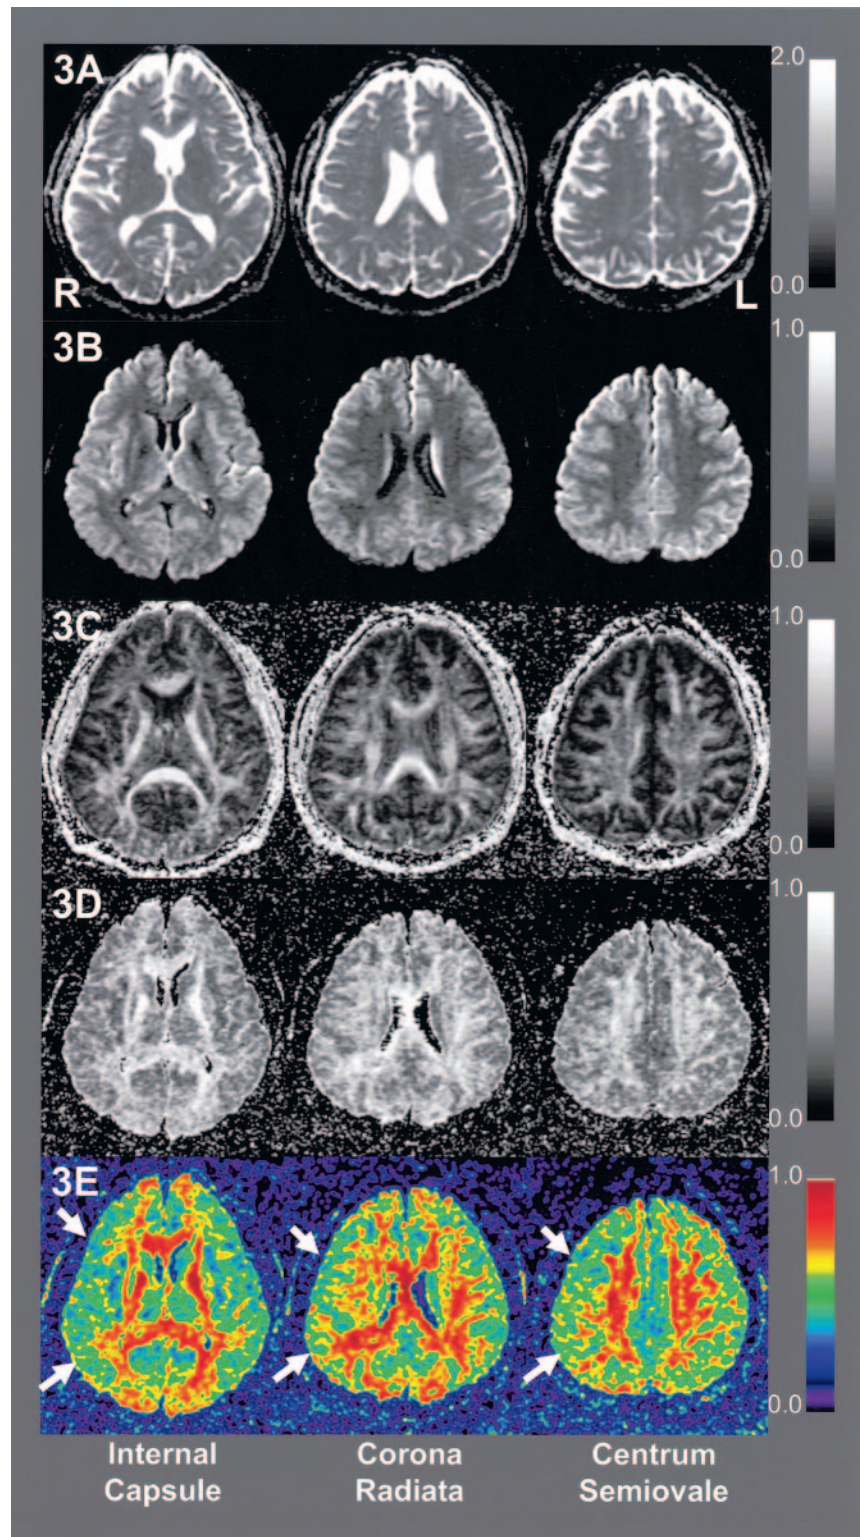 3A
2.0
R
L
0.0
3B
1.0
0.0
3C
1.0
0.0
3D
1.0
0.0
3E
1.0
0.0
Internal Corona Centrum
Capsule Radiata Semiovale